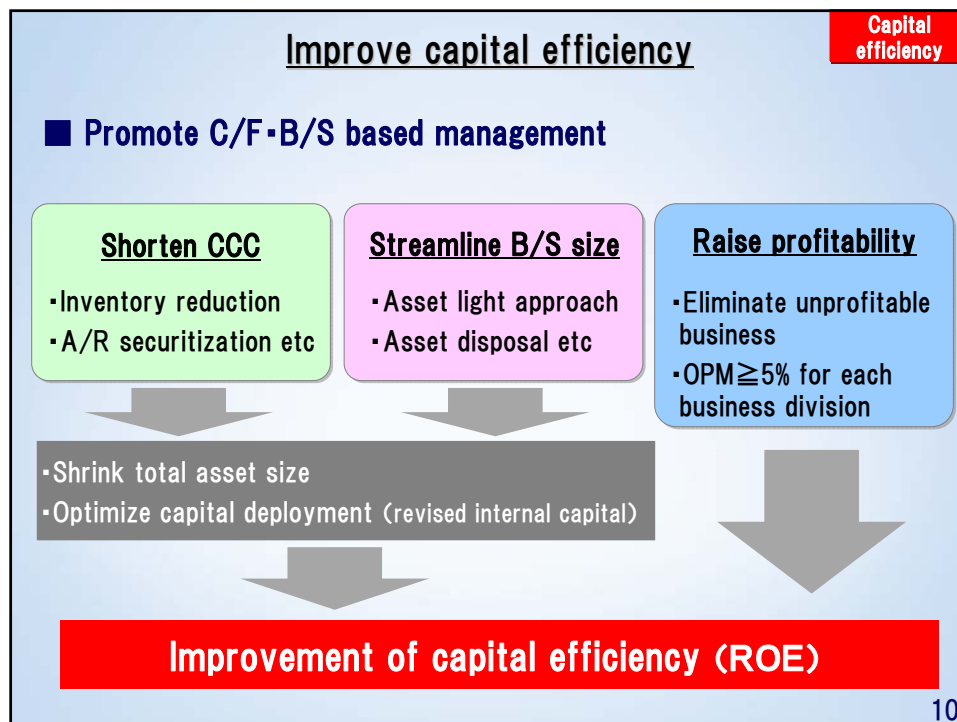 Capital
efficiency
Improve capital efficiency
■ Promote C/F・B/S based management
Shorten CCC
・Inventory reduction
・A/R securitization etc
Streamline B/S size
・Asset light approach
・Asset disposal etc
Raise profitability
・Eliminate unprofitable
business
・OPM≧5% for each
business division
・Shrink total asset size
・Optimize capital deployment (revised internal capital)
Improvement of capital efficiency (ROE)
10